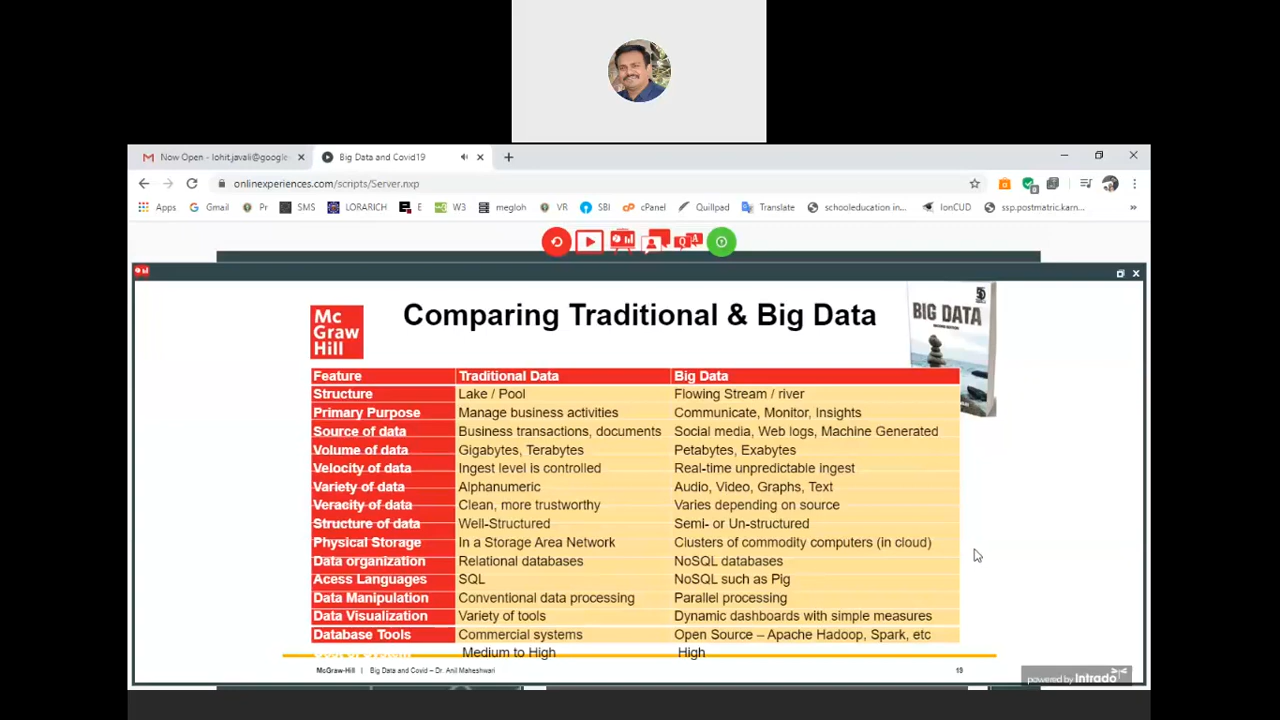 Now Open - lohit.javali@google
Big Data and Covid19
onlinexperiences.com/scripts/Server.nxp
Apps Gmail Pr SMS LORARICH E W3 megloh VR SBI cPanel Quillpad Translate schooleducation in... IonCUD ssp.postmatric.karn... »
Mc
Graw
Hill
Comparing Traditional & Big Data
BIG DATA
Feature Traditional Data Big Data
Structure Lake / Pool Flowing Stream / river
Primary Purpose Manage business activities Communicate, Monitor, Insights
Source of data Business transactions, documents Social media, Web logs, Machine Generated
Volume of data Gigabytes, Terabytes Petabytes, Exabytes
Velocity of data Ingest level is controlled Real-time unpredictable ingest
Variety of data Alphanumeric Audio, Video, Graphs, Text
Veracity of data Clean, more trustworthy Varies depending on source
Structure of data Well-Structured Semi- or Un-structured
Physical Storage In a Storage Area Network Clusters of commodity computers (in cloud)
Data organization Relational databases NoSQL databases
Acess Languages SQL NoSQL such as Pig
Data Manipulation Conventional data processing Parallel processing
Data Visualization Variety of tools Dynamic dashboards with simple measures
Database Tools Commercial systems Open Source – Apache Hadoop, Spark, etc
Medium to High High
McGraw-Hill | Big Data and Covid – Dr. Anil Maheshwari
powered by Intrado